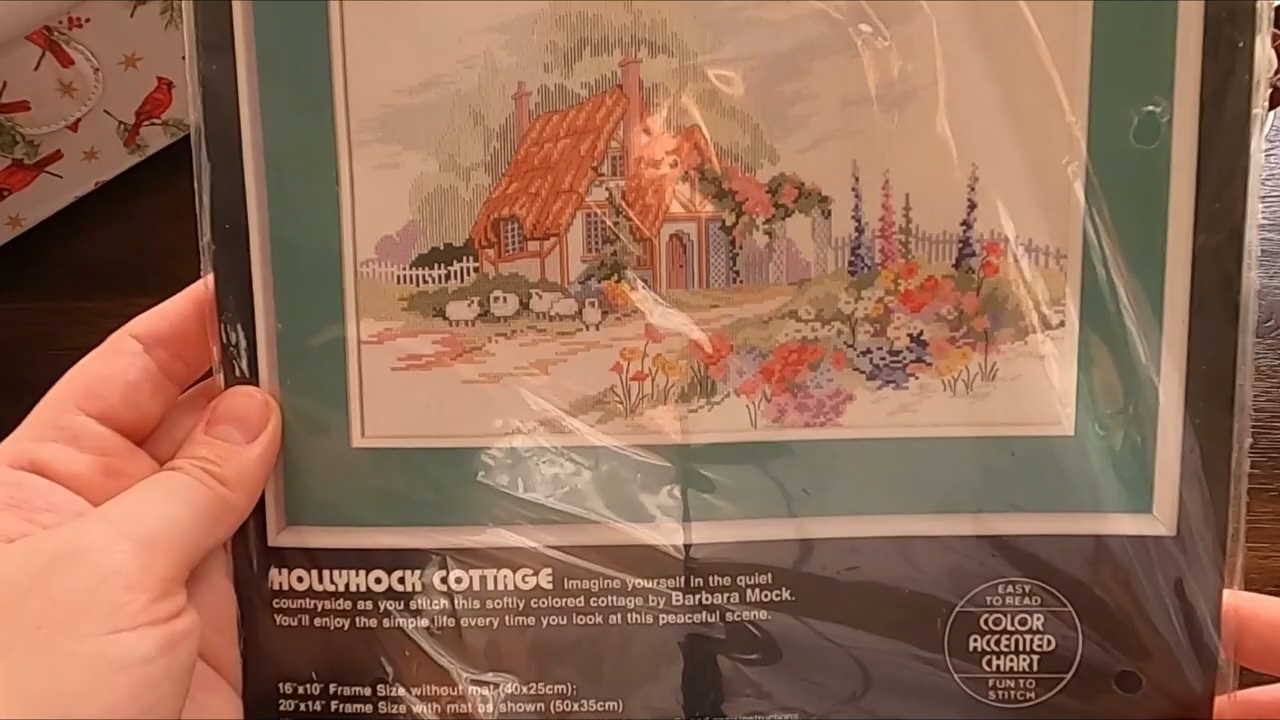 HOLLYHOCK COTTAGE Imagine yourself in the quiet
countryside as you stitch this softly colored cottage by Barbara Mock.
You'll enjoy the simple life every time you look at this peaceful scene.
16"x10" Frame Size without mat (40x25cm);
20"x14" Frame Size with mat as shown (50x35cm)
EASY
TO READ
COLOR
ACCENTED
CHART
FUN TO
STITCH